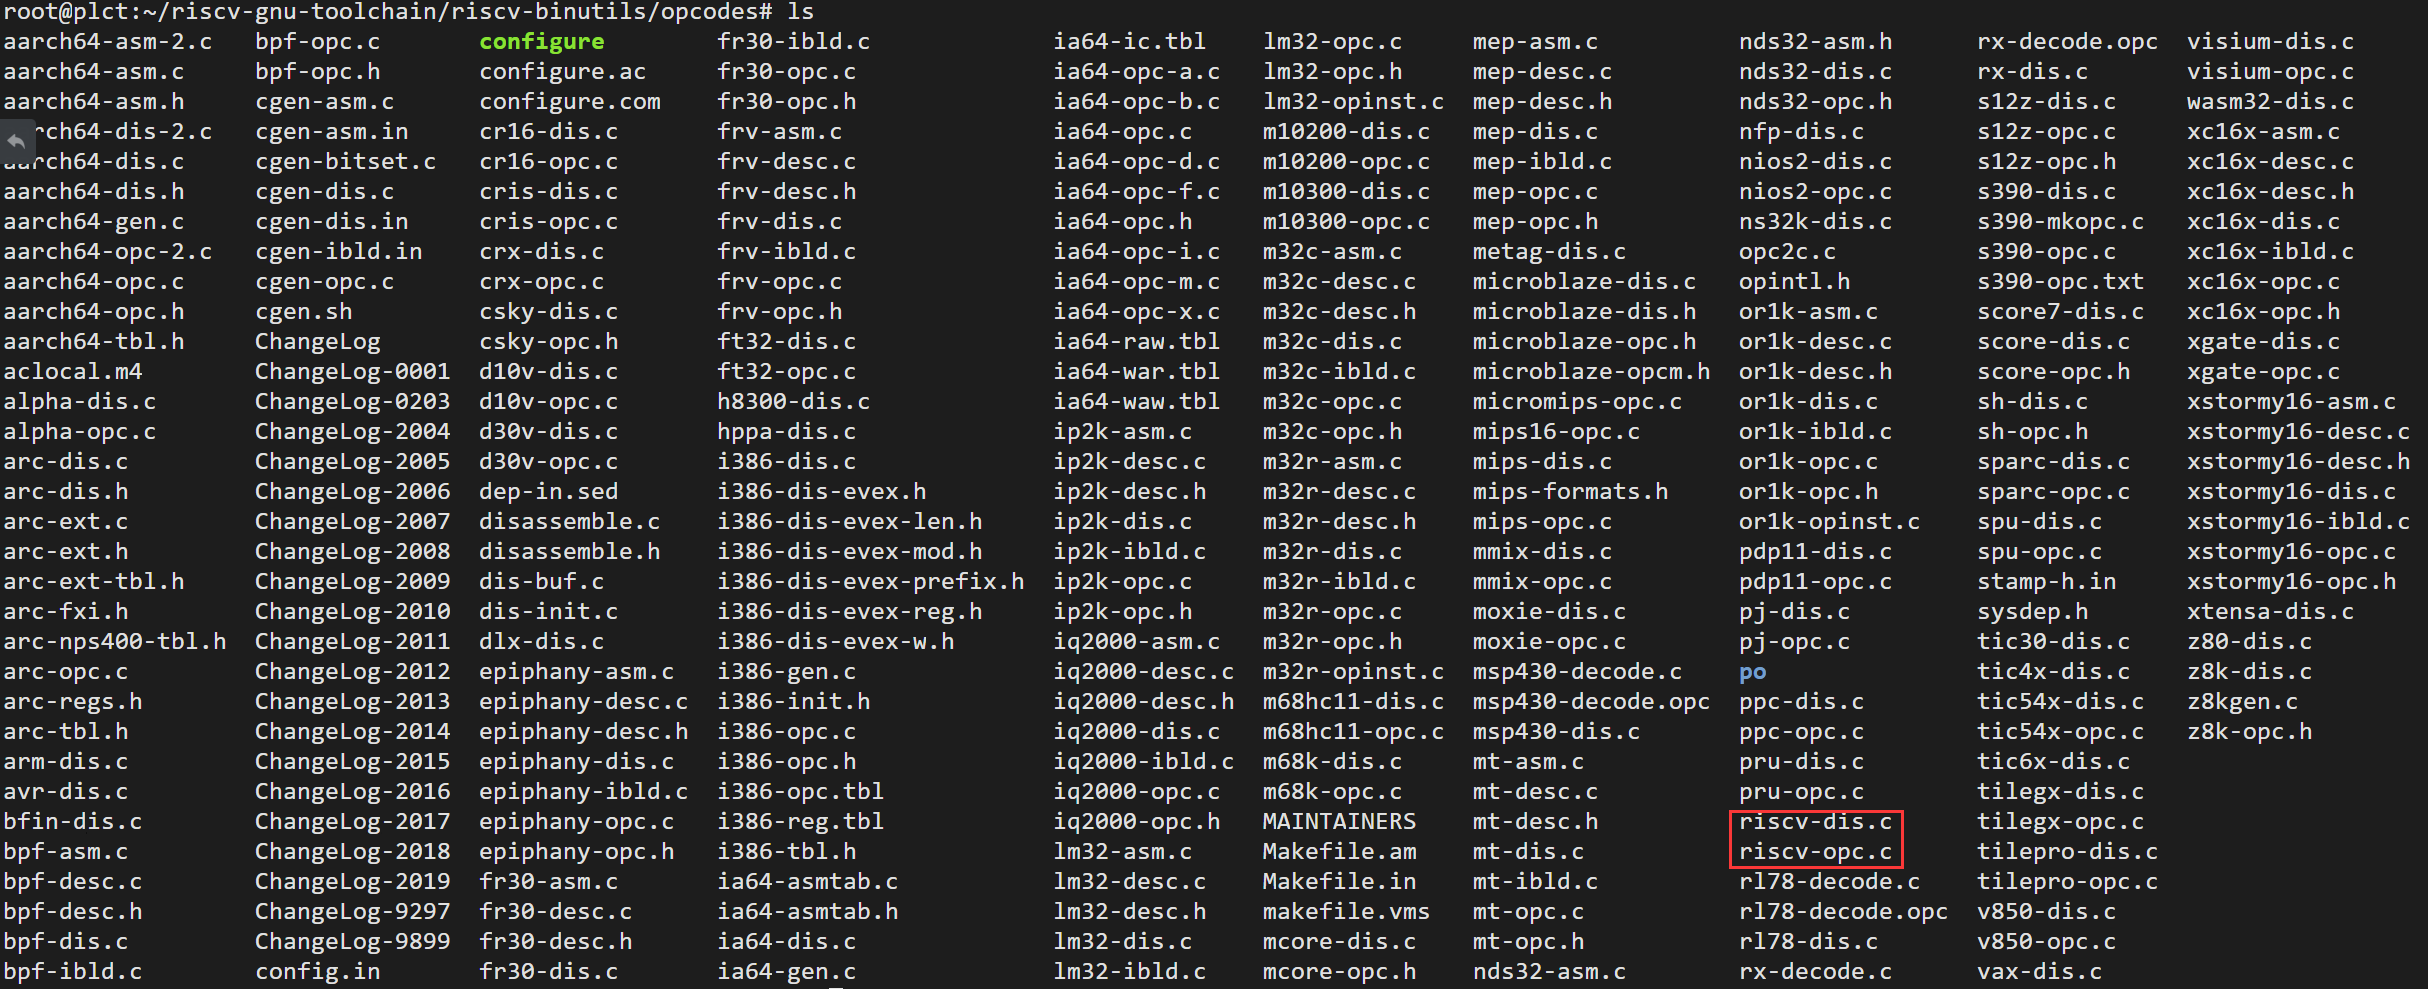 root@plct:~/riscv-gnu-toolchain/riscv-binutils/opcodes# ls
aarch64-asm-2.c bpf-opc.c configure fr30-ibld.c ia64-ic.tbl lm32-opc.c mep-asm.c nds32-asm.h rx-decode.opc visium-dis.c
aarch64-asm.c bpf-opc.h configure.ac fr30-opc.c ia64-opc-a.c lm32-opc.h mep-desc.c nds32-dis.c rx-dis.c visium-opc.c
aarch64-asm.h cgen-asm.c configure.com fr30-opc.h ia64-opc-b.c lm32-opinst.c mep-desc.h nds32-opc.h s12z-dis.c wasm32-dis.c
rch64-dis-2.c cgen-asm.in cr16-dis.c frv-asm.c ia64-opc.c m10200-dis.c mep-dis.c nfp-dis.c s12z-opc.c xc16x-asm.c
aarch64-dis.c cgen-bitset.c cr16-opc.c frv-desc.c ia64-opc-d.c m10200-opc.c mep-ibld.c nios2-dis.c s12z-opc.h xc16x-desc.c
aarch64-dis.h cgen-dis.c cris-dis.c frv-desc.h ia64-opc-f.c m10300-dis.c mep-opc.c nios2-opc.c s390-dis.c xc16x-desc.h
aarch64-gen.c cgen-dis.in cris-opc.c frv-dis.c ia64-opc.h m10300-opc.c mep-opc.h ns32k-dis.c s390-mkopc.c xc16x-dis.c
aarch64-opc-2.c cgen-ibld.in crx-dis.c frv-ibld.c ia64-opc-i.c m32c-asm.c metag-dis.c opc2c.c s390-opc.c xc16x-ibld.c
aarch64-opc.c cgen-opc.c crx-opc.c frv-opc.c ia64-opc-m.c m32c-desc.c microblaze-dis.c opintl.h s390-opc.txt xc16x-opc.c
aarch64-opc.h cgen.sh csky-dis.c frv-opc.h ia64-opc-x.c m32c-desc.h microblaze-dis.h or1k-asm.c score7-dis.c xc16x-opc.h
aarch64-tbl.h ChangeLog csky-opc.h ft32-dis.c ia64-raw.tbl m32c-dis.c microblaze-opc.h or1k-desc.c score-dis.c xgate-dis.c
aclocal.m4 ChangeLog-0001 d10v-dis.c ft32-opc.c ia64-war.tbl m32c-ibld.c microblaze-opcm.h or1k-desc.h score-opc.h xgate-opc.c
alpha-dis.c ChangeLog-0203 d10v-opc.c h8300-dis.c ia64-waw.tbl m32c-opc.c micromips-opc.c or1k-dis.c sh-dis.c xstormy16-asm.c
alpha-opc.c ChangeLog-2004 d30v-dis.c hppa-dis.c ip2k-asm.c m32c-opc.h mips16-opc.c or1k-ibld.c sh-opc.h xstormy16-desc.c
arc-dis.c ChangeLog-2005 d30v-opc.c i386-dis.c ip2k-desc.c m32r-asm.c mips-dis.c or1k-opc.c sparc-dis.c xstormy16-desc.h
arc-dis.h ChangeLog-2006 dep-in.sed i386-dis-evex.h ip2k-desc.h m32r-desc.c mips-formats.h or1k-opc.h sparc-opc.c xstormy16-dis.c
arc-ext.c ChangeLog-2007 disassemble.c i386-dis-evex-len.h ip2k-dis.c m32r-desc.h mips-opc.c or1k-opinst.c spu-dis.c xstormy16-ibld.c
arc-ext.h ChangeLog-2008 disassemble.h i386-dis-evex-mod.h ip2k-ibld.c m32r-dis.c mmix-dis.c pdp11-dis.c spu-opc.c xstormy16-opc.c
arc-ext-tbl.h ChangeLog-2009 dis-buf.c i386-dis-evex-prefix.h ip2k-opc.c m32r-ibld.c mmix-opc.c pdp11-opc.c stamp-h.in xstormy16-opc.h
arc-fxi.h ChangeLog-2010 dis-init.c i386-dis-evex-reg.h ip2k-opc.h m32r-opc.c moxie-dis.c pj-dis.c sysdep.h xtensa-dis.c
arc-nps400-tbl.h ChangeLog-2011 dlx-dis.c i386-dis-evex-w.h iq2000-asm.c m32r-opc.h moxie-opc.c pj-opc.c tic30-dis.c z80-dis.c
arc-opc.c ChangeLog-2012 epiphany-asm.c i386-gen.c iq2000-desc.c m32r-opinst.c msp430-decode.c po tic4x-dis.c z8k-dis.c
arc-regs.h ChangeLog-2013 epiphany-desc.c i386-init.h iq2000-desc.h m68hc11-dis.c msp430-decode.opc ppc-dis.c tic54x-dis.c z8kgen.c
arc-tbl.h ChangeLog-2014 epiphany-desc.h i386-opc.c iq2000-dis.c m68hc11-opc.c msp430-dis.c ppc-opc.c tic54x-opc.c z8k-opc.h
arm-dis.c ChangeLog-2015 epiphany-dis.c i386-opc.h iq2000-ibld.c m68k-dis.c mt-asm.c pru-dis.c tic6x-dis.c
avr-dis.c ChangeLog-2016 epiphany-ibld.c i386-opc.tbl iq2000-opc.c m68k-opc.c mt-desc.c pru-opc.c tilegx-dis.c
bfin-dis.c ChangeLog-2017 epiphany-opc.c i386-reg.tbl iq2000-opc.h MAINTAINERS mt-desc.h riscv-dis.c tilegx-opc.c
bpf-asm.c ChangeLog-2018 epiphany-opc.h i386-tbl.h lm32-asm.c Makefile.am mt-dis.c riscv-opc.c tilepro-dis.c
bpf-desc.c ChangeLog-2019 fr30-asm.c ia64-asmtab.c lm32-desc.c Makefile.in mt-ibld.c rl78-decode.c tilepro-opc.c
bpf-desc.h ChangeLog-9297 fr30-desc.c ia64-asmtab.h lm32-desc.h makefile.vms mt-opc.c rl78-decode.opc v850-dis.c
bpf-dis.c ChangeLog-9899 fr30-desc.h ia64-dis.c lm32-dis.c mcore-dis.c mt-opc.h rl78-dis.c v850-opc.c
bpf-ibld.c config.in fr30-dis.c ia64-gen.c lm32-ibld.c mcore-opc.h nds32-asm.c rx-decode.c vax-dis.c